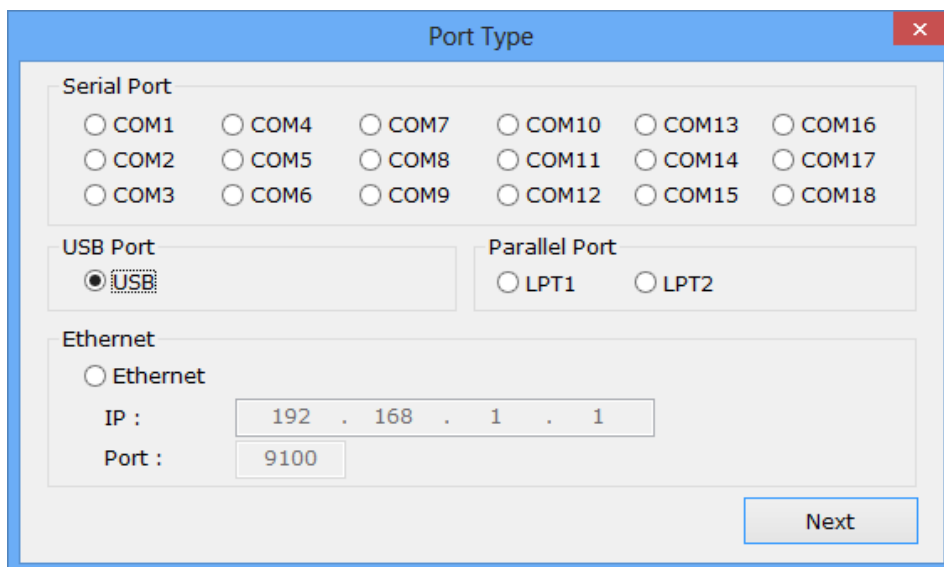 Port Type
Serial Port
COM1 COM4 COM7 COM10 COM13 COM16
COM2 COM5 COM8 COM11 COM14 COM17
COM3 COM6 COM9 COM12 COM15 COM18
USB Port
USB
Parallel Port
LPT1 LPT2
Ethernet
Ethernet
IP : 192 . 168 . 1 . 1
Port : 9100
Next